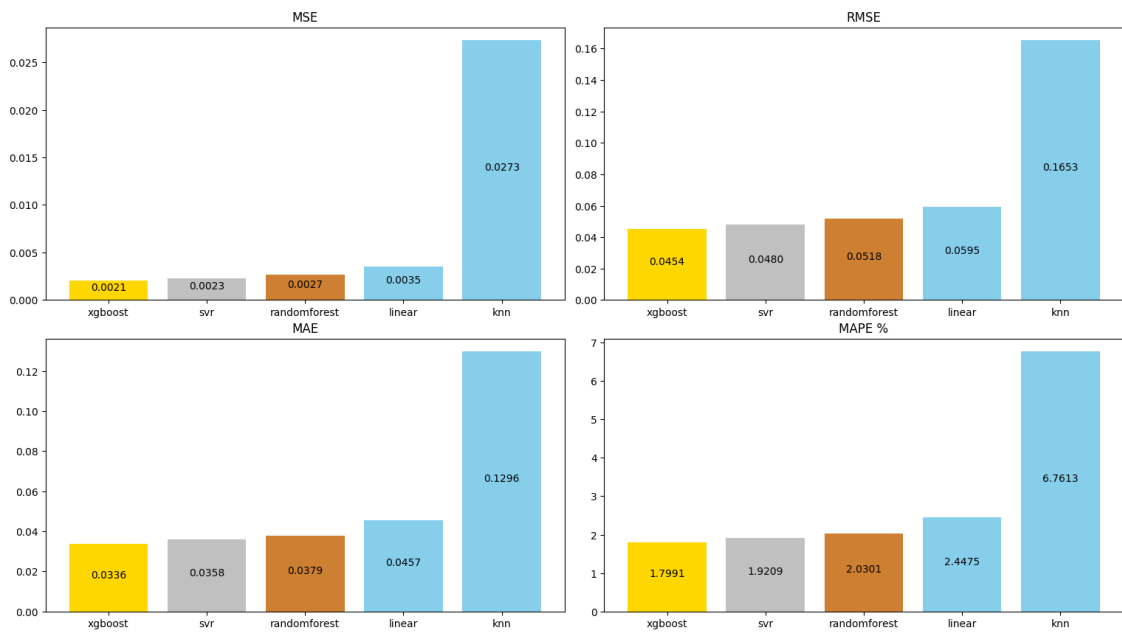 MSE
0.025
0.020
0.015
0.010
0.005
0.000
0.0021
0.0023
0.0027
0.0035
0.0273
xgboost
svr
randomforest
linear
knn
RMSE
0.16
0.14
0.12
0.10
0.08
0.06
0.04
0.02
0.00
0.0454
0.0480
0.0518
0.0595
0.1653
xgboost
svr
randomforest
linear
knn
MAE
0.12
0.10
0.08
0.06
0.04
0.02
0.00
0.0336
0.0358
0.0379
0.0457
0.1296
xgboost
svr
randomforest
linear
knn
MAPE %
7
6
5
4
3
2
1
0
1.7991
1.9209
2.0301
2.4475
6.7613
xgboost
svr
randomforest
linear
knn